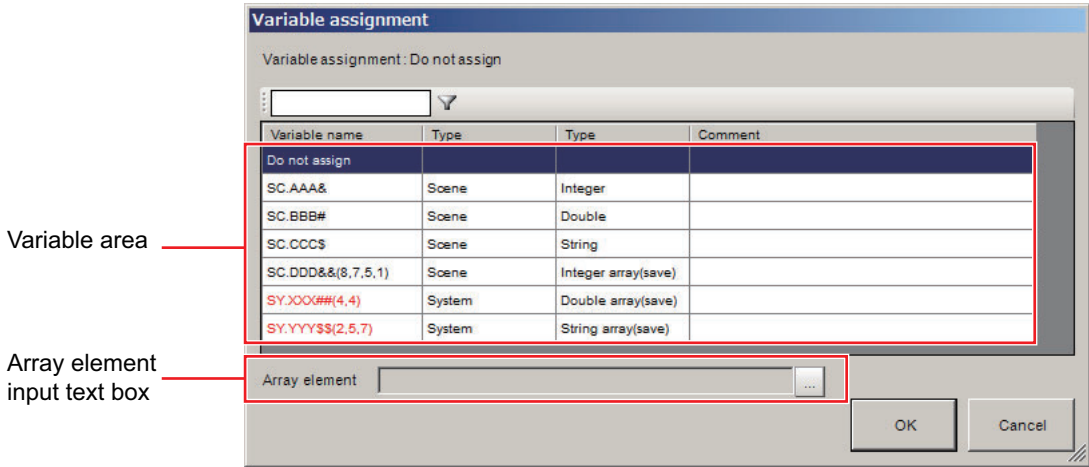 Variable assignment
Variable assignment : Do not assign
Variable name Type Type Comment
Do not assign
SC.AAA& Scene Integer
SC.BBB# Scene Double
SC.CCC$ Scene String
SC.DDD&&(8,7,5,1) Scene Integer array(save)
SY.XXX##(4,4) System Double array(save)
SY.YYY$$(2,5,7) System String array(save)
Variable area
Array element
input text box
Array element ...
OK Cancel